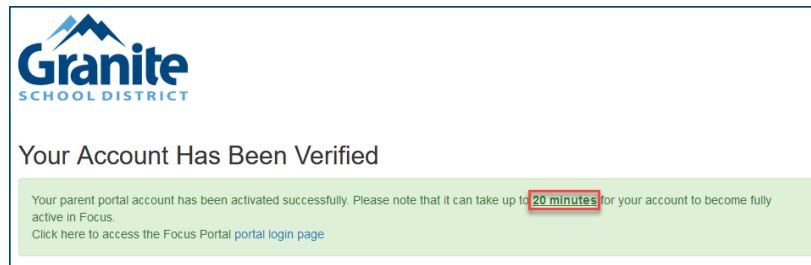 Granite
SCHOOL DISTRICT
Your Account Has Been Verified
Your parent portal account has been activated successfully. Please note that it can take up to 20 minutes for your account to become fully
active in Focus.
Click here to access the Focus Portal portal login page